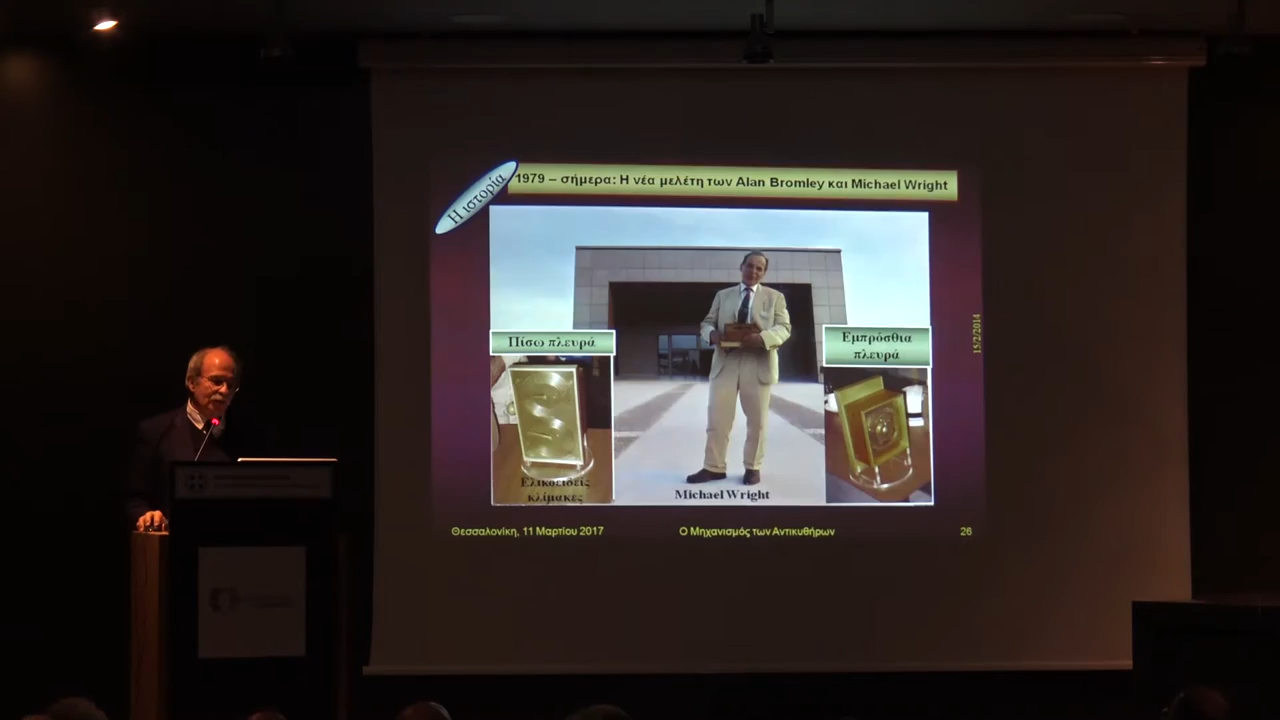 Η ιστορία
1979 – σήμερα: Η νέα μελέτη των Alan Bromley και Michael Wright
Πίσω πλευρά
Εμπρόσθια
πλευρά
15/2/2014
Ελικοειδείς
κλίμακες
Michael Wright
Θεσσαλονίκη, 11 Μαρτίου 2017
Ο Μηχανισμός των Αντικυθήρων
26